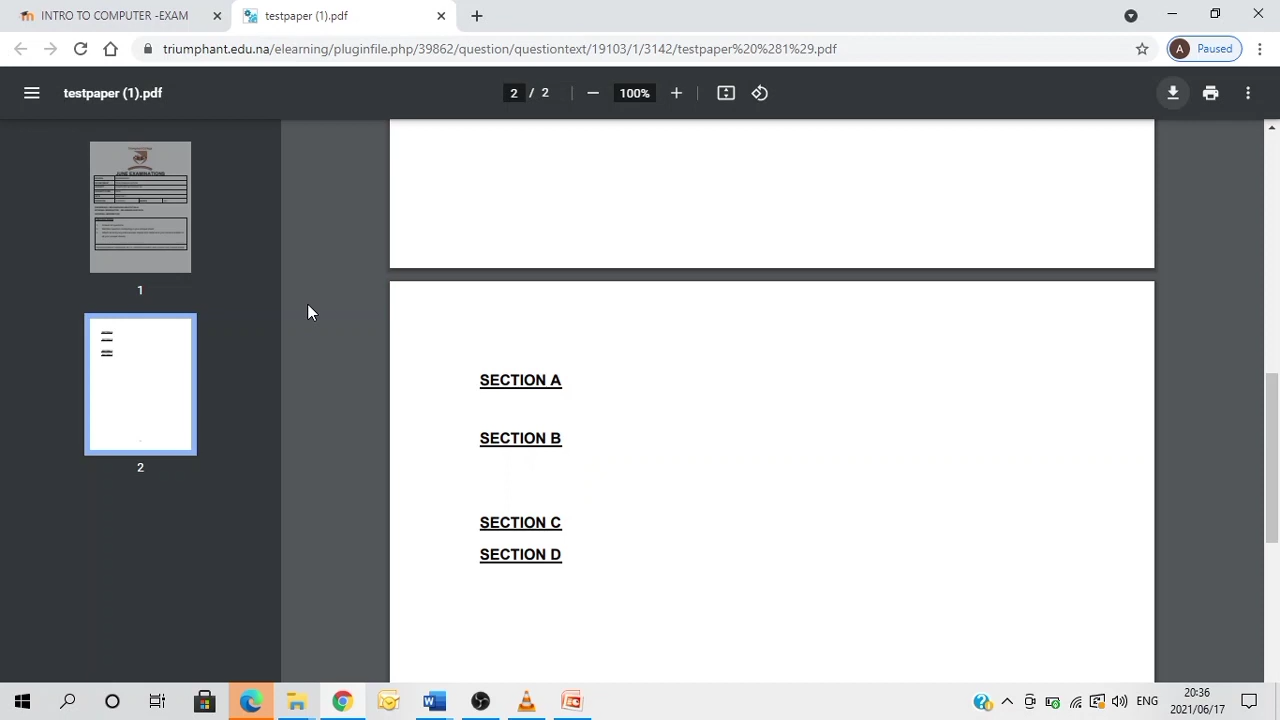 INTRO TO COMPUTER -EXAM
testpaper (1).pdf
triumphant.edu.na/elearning/pluginfile.php/39862/question/questiontext/19103/1/3142/testpaper%20%281%29.pdf
A Paused
testpaper (1).pdf
2 / 2
100%
JUNE EXAMINATIONS
1
2
SECTION A
SECTION B
SECTION C
SECTION D
ENG
20:36
2021/06/17